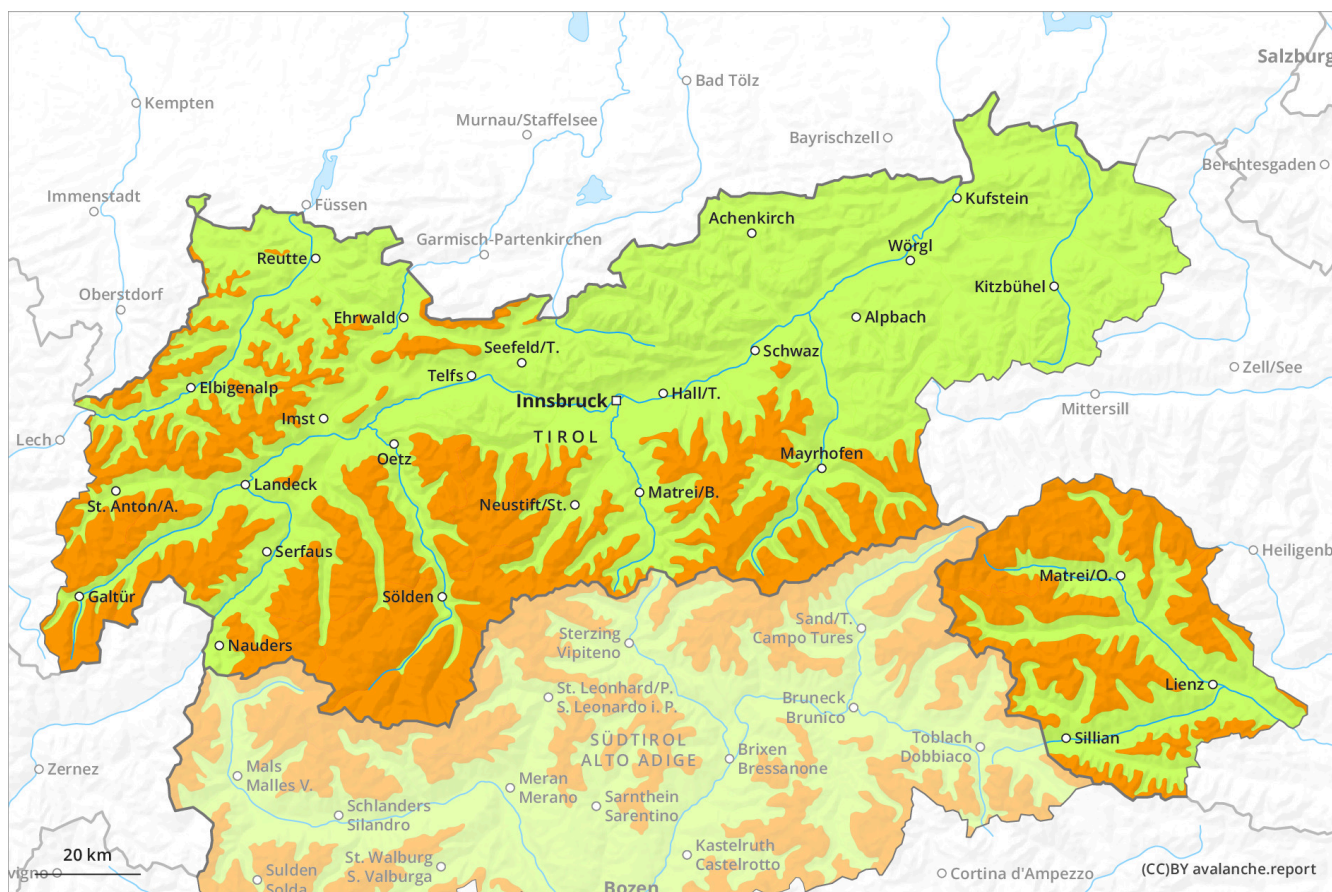 Salzburg
Bad Tölz
Kempten
Murnau/Staffelsee
Bayrischzell
Berchtesgaden
Immenstadt
Füssen
Kufstein
Achenkirch
Garmisch-Partenkirchen
Wörgl
Reutte
Kitzbühel
Oberstdorf
Ehrwald
Alpbach
Seefeld/T.
Schwaz
Zell/See
Telfs
Elbigenalp
Hall/T.
Innsbruck
Mittersill
Imst
Lech
TIROL
Oetz
Mayrhofen
Landeck
Matrei/B.
St. Anton/A.
Neustift/St.
Serfaus
Heiligenb
Matrei/O.
Galtür
Sölden
Sand/T.
Campo Tures
Sterzing
Vipiteno
Nauders
Lienz
St. Leonhard/P.
S. Leonardo i. P.
Bruneck
Brunico
Sillian
SÜDTIROL
ALTO ADIGE
Toblach
Dobbiaco
Brixen
Bressanone
Zernez
Mals
Malles V.
Meran
Merano
Sarnthein
Sarentino
Schlanders
Silandro
Kastelruth
Castelrotto
20 km
St. Walburg
S. Valburga
(CC)BY avalanche.report
vigno
Sulden
Solda
Cortina d'Ampezzo
Bozen